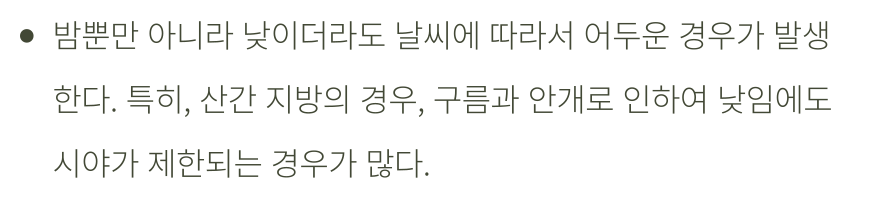 ● 밤뿐만 아니라 낮이더라도 날씨에 따라서 어두운 경우가 발생
한다. 특히, 산간 지방의 경우, 구름과 안개로 인하여 낮임에도
시야가 제한되는 경우가 많다.